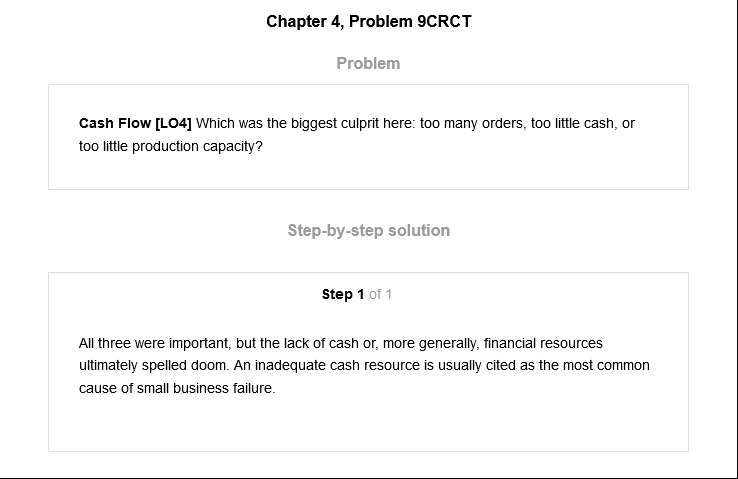 Chapter 4, Problem 9CRCT
Problem
Cash Flow [LO4] Which was the biggest culprit here: too many orders, too little cash, or
too little production capacity?
Step-by-step solution
Step 1 of 1
All three were important, but the lack of cash or, more generally, financial resources
ultimately spelled doom. An inadequate cash resource is usually cited as the most common
cause of small business failure.